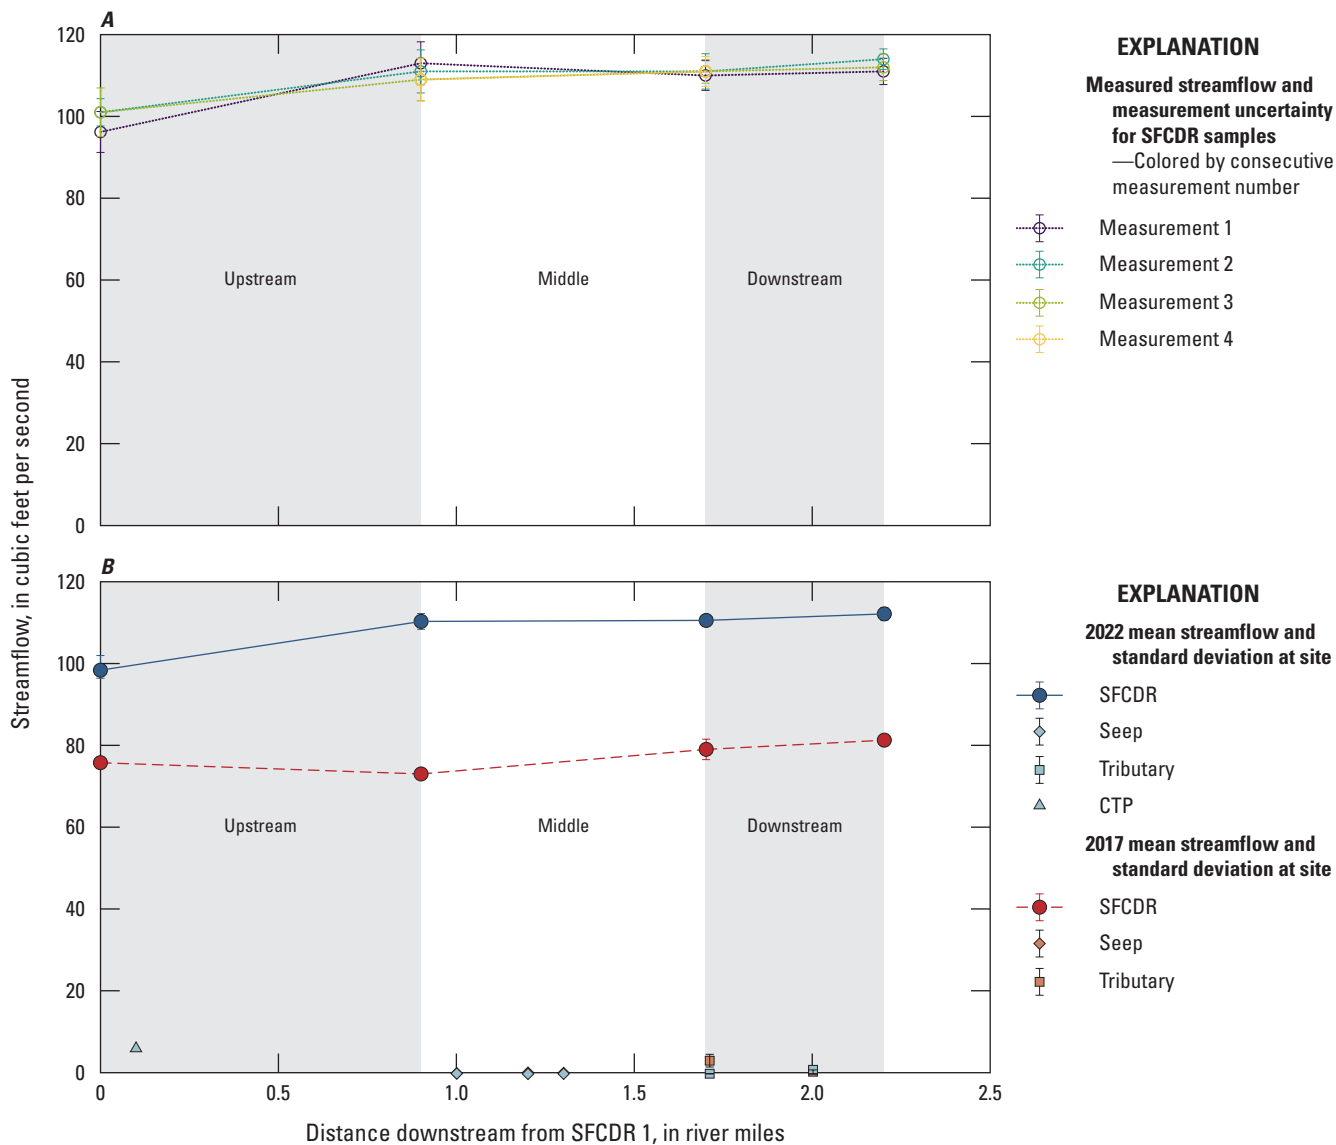 Streamflow, in cubic feet per second
A
120
100
80
60
40
20
0
Upstream
Middle
Downstream
EXPLANATION
Measured streamflow and
measurement uncertainty
for SFCDR samples
—Colored by consecutive
measurement number
Measurement 1
Measurement 2
Measurement 3
Measurement 4
B
120
100
80
60
40
20
0
Upstream
Middle
Downstream
0
0.5
1.0
1.5
2.0
2.5
Distance downstream from SFCDR 1, in river miles
EXPLANATION
2022 mean streamflow and
standard deviation at site
SFCDR
Seep
Tributary
CTP
2017 mean streamflow and
standard deviation at site
SFCDR
Seep
Tributary